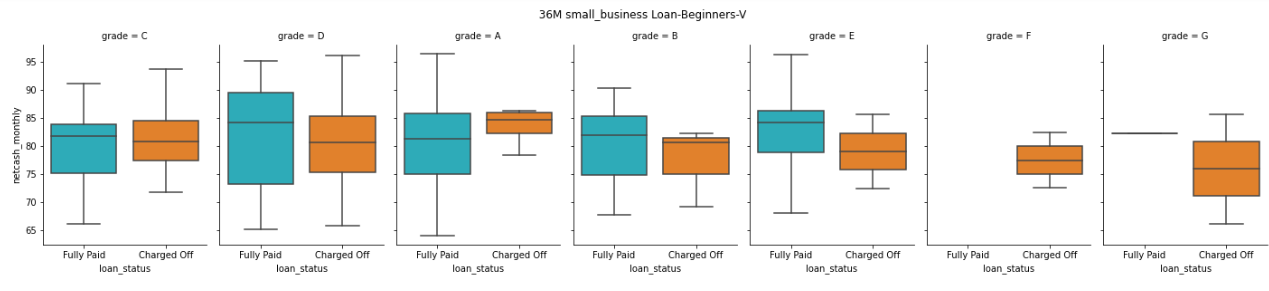 36M small_business Loan-Beginners-V
grade = C
grade = D
grade = A
grade = B
grade = E
grade = F
grade = G
netcash_monthly
95
90
85
80
75
70
65
Fully Paid
Charged Off
Fully Paid
Charged Off
Fully Paid
Charged Off
Fully Paid
Charged Off
Fully Paid
Charged Off
Fully Paid
Charged Off
Fully Paid
Charged Off
loan_status
loan_status
loan_status
loan_status
loan_status
loan_status
loan_status